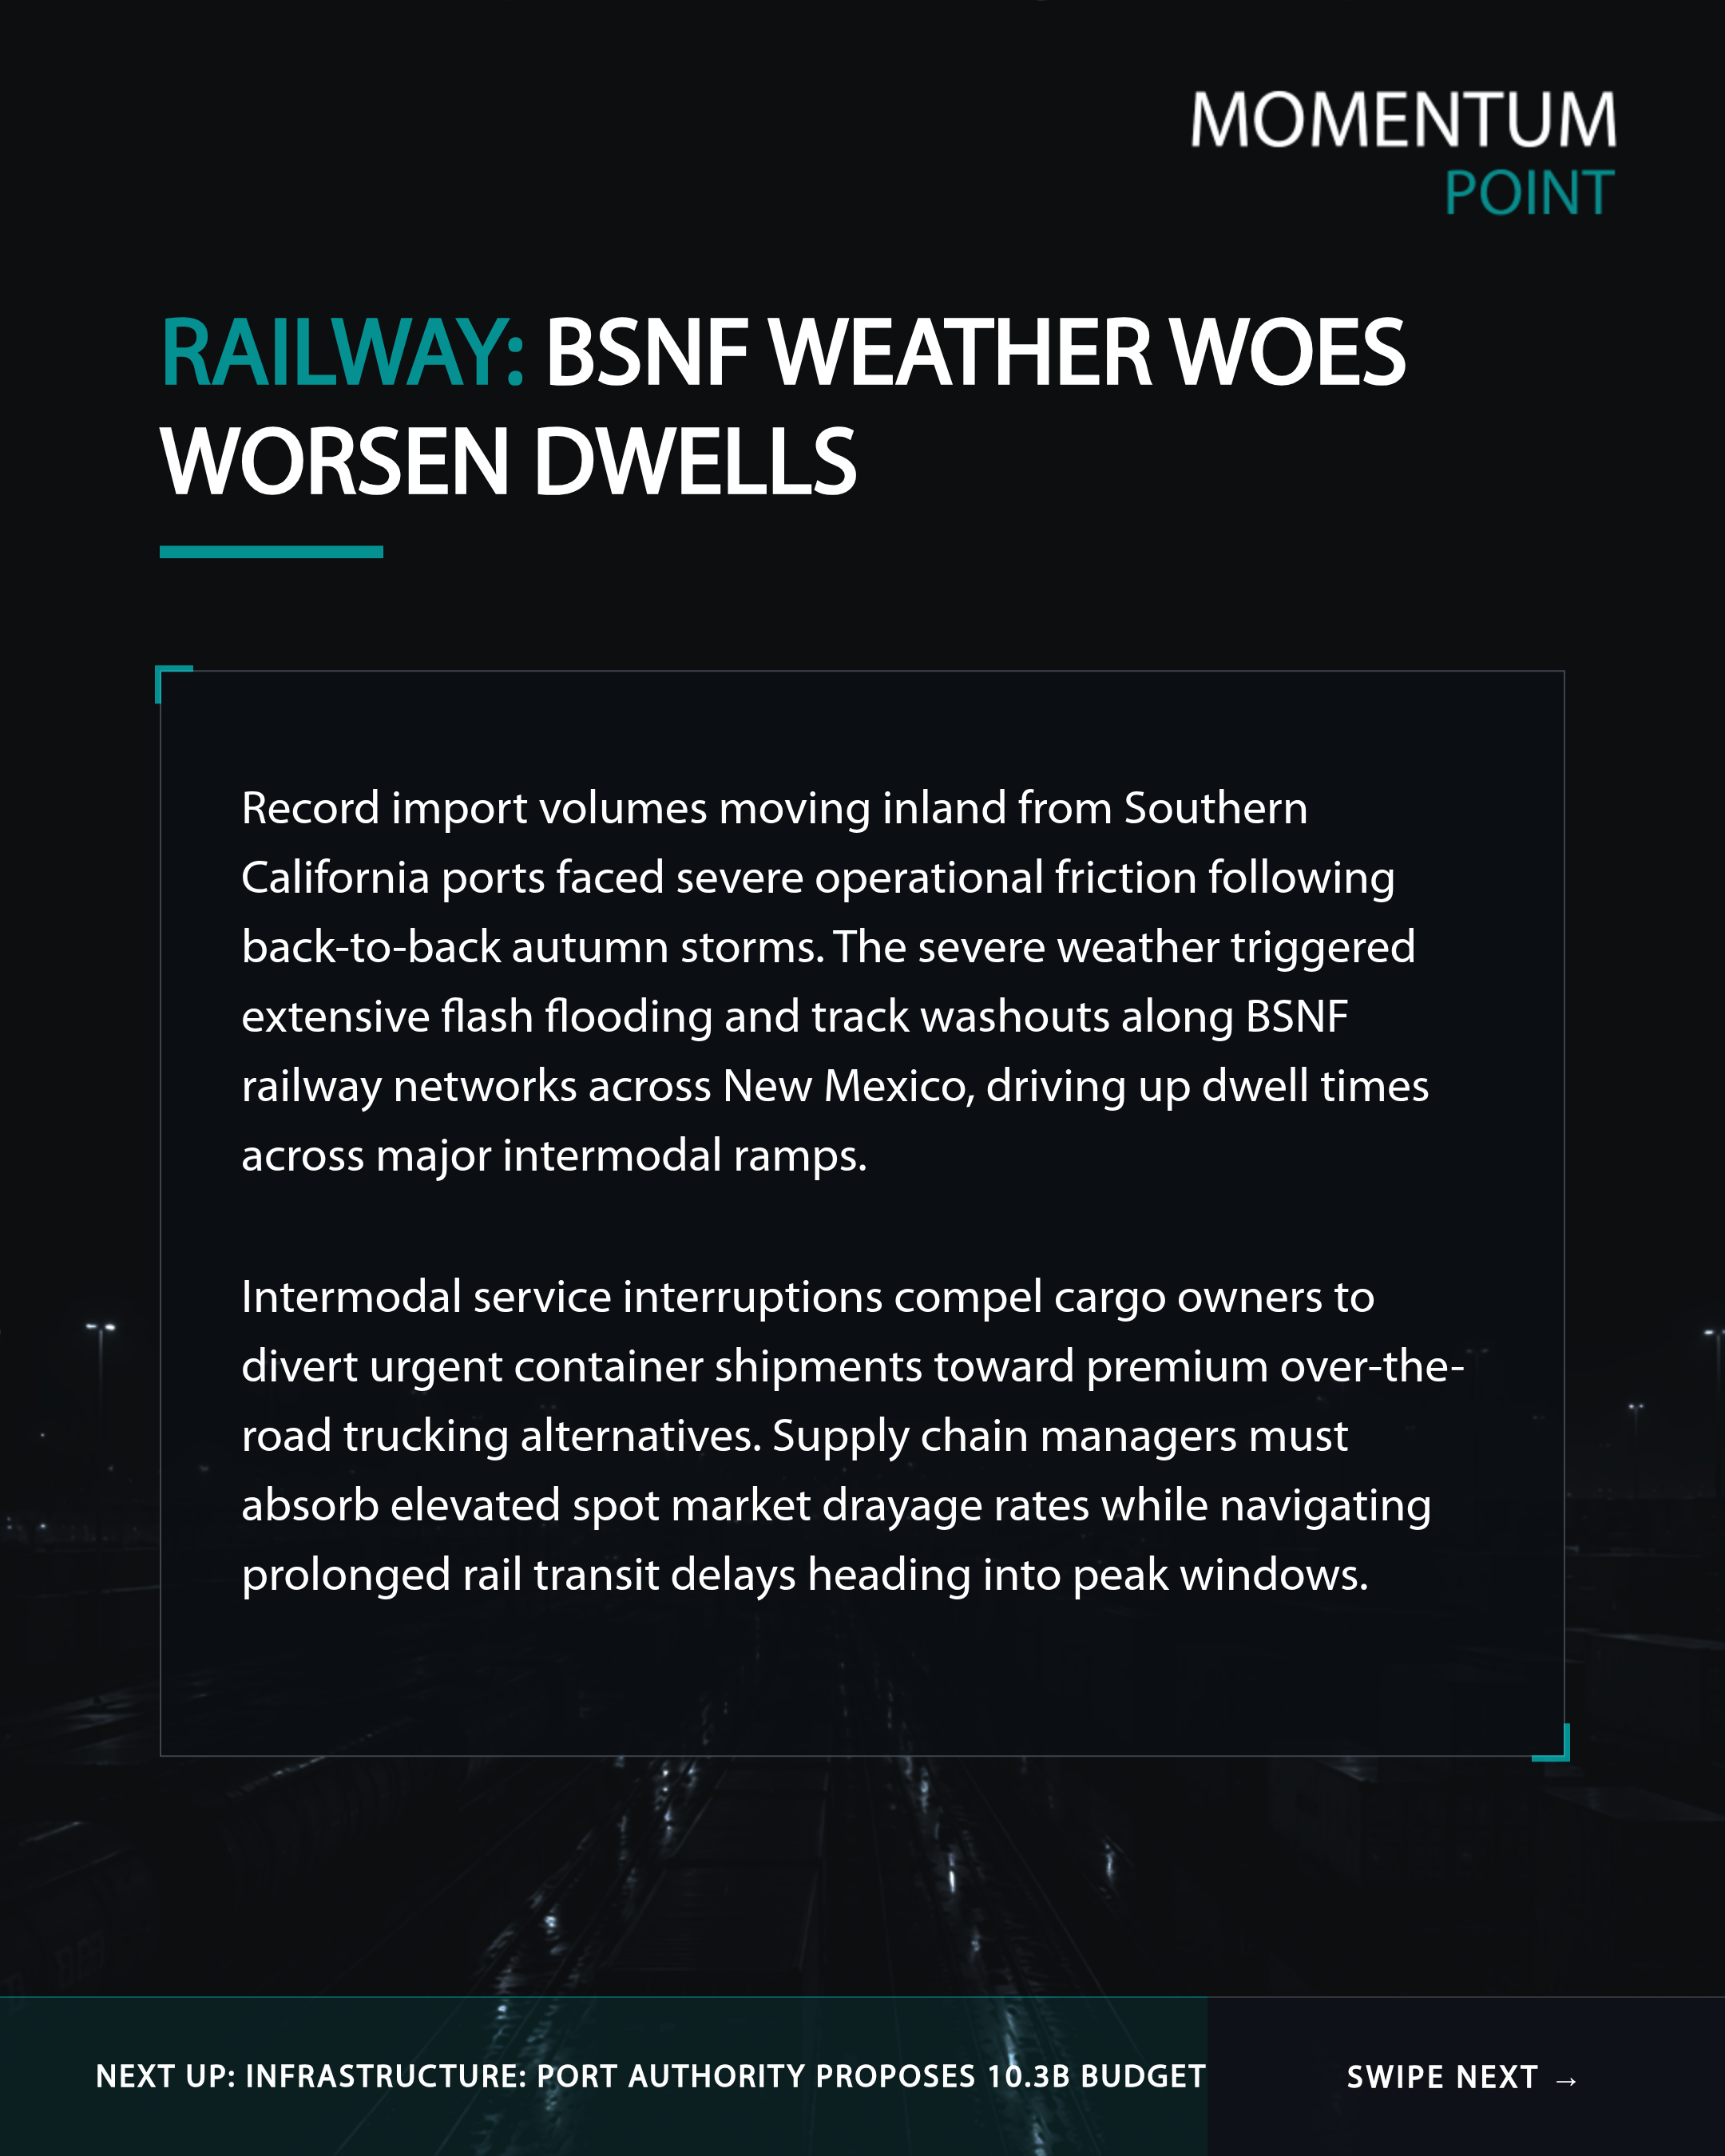 MOMENTUM
POINT
RAILWAY: BSNF WEATHER WOES
WORSEN DWELLS
Record import volumes moving inland from Southern
California ports faced severe operational friction following
back-to-back autumn storms. The severe weather triggered
extensive flash flooding and track washouts along BSNF
railway networks across New Mexico, driving up dwell times
across major intermodal ramps.
Intermodal service interruptions compel cargo owners to
divert urgent container shipments toward premium over-the-
road trucking alternatives. Supply chain managers must
absorb elevated spot market drayage rates while navigating
prolonged rail transit delays heading into peak windows.
NEXT UP: INFRASTRUCTURE: PORT AUTHORITY PROPOSES 10.3B BUDGET
SWIPE NEXT →